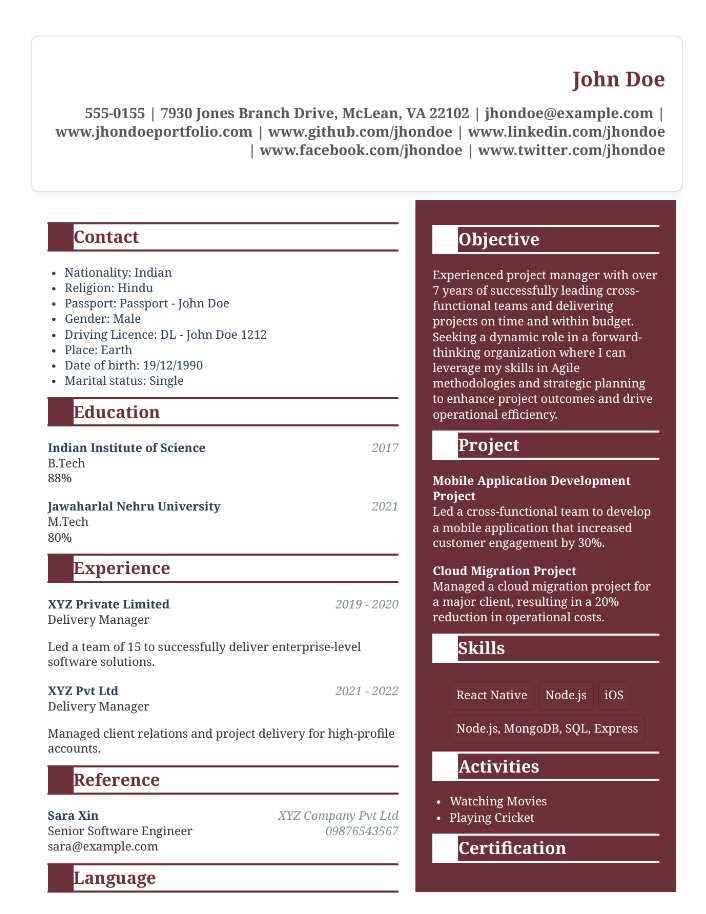 John Doe
555-0155 | 7930 Jones Branch Drive, McLean, VA 22102 | jhondoe@example.com |
www.jhondoeportfolio.com | www.github.com/jhondoe | www.linkedin.com/jhondoe
| www.facebook.com/jhondoe | www.twitter.com/jhondoe
Contact
• Nationality: Indian
• Religion: Hindu
• Passport: Passport - John Doe
• Gender: Male
• Driving Licence: DL - John Doe 1212
• Place: Earth
• Date of birth: 19/12/1990
• Marital status: Single
Education
Indian Institute of Science 2017
B.Tech
88%
Jawaharlal Nehru University 2021
M.Tech
80%
Experience
XYZ Private Limited 2019 - 2020
Delivery Manager
Led a team of 15 to successfully deliver enterprise-level
software solutions.
XYZ Pvt Ltd 2021 - 2022
Delivery Manager
Managed client relations and project delivery for high-profile
accounts.
Reference
Sara Xin XYZ Company Pvt Ltd
Senior Software Engineer 09876543567
sara@example.com
Language
Objective
Experienced project manager with over
7 years of successfully leading cross-
functional teams and delivering
projects on time and within budget.
Seeking a dynamic role in a forward-
thinking organization where I can
leverage my skills in Agile
methodologies and strategic planning
to enhance project outcomes and drive
operational efficiency.
Project
Mobile Application Development
Project
Led a cross-functional team to develop
a mobile application that increased
customer engagement by 30%.
Cloud Migration Project
Managed a cloud migration project for
a major client, resulting in a 20%
reduction in operational costs.
Skills
React Native Node.js iOS
Node.js, MongoDB, SQL, Express
Activities
• Watching Movies
• Playing Cricket
Certification